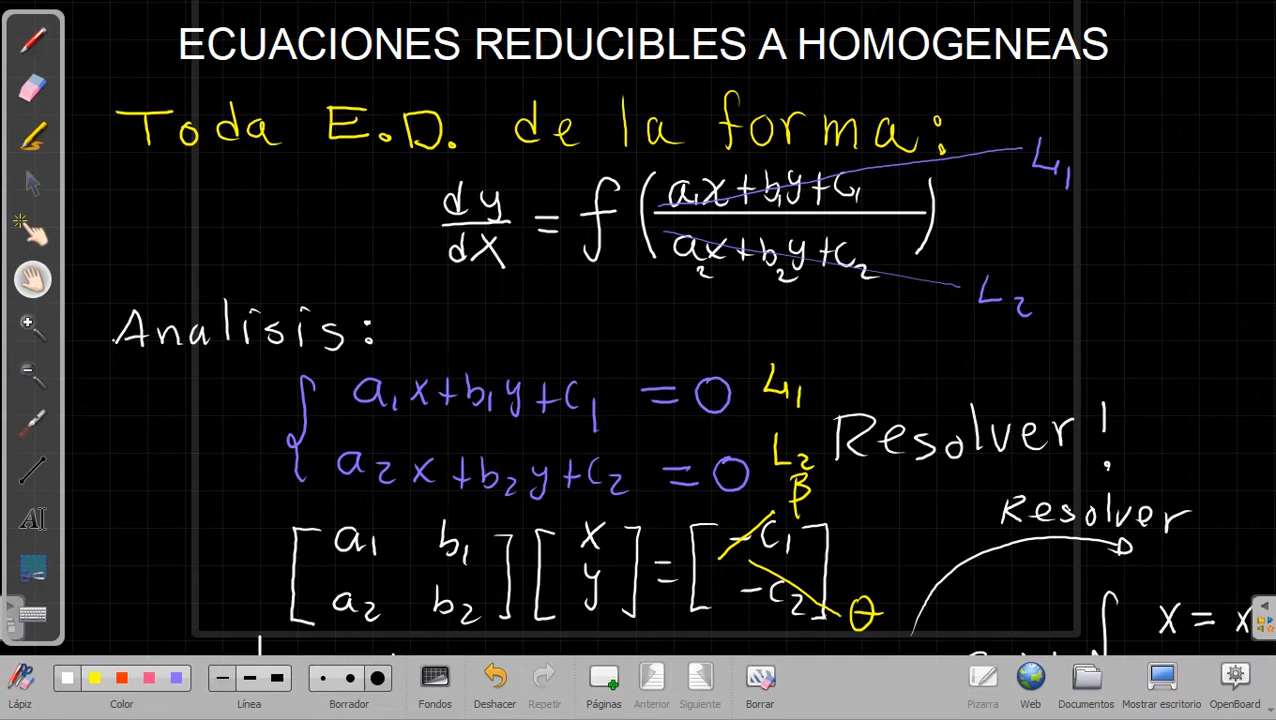 ECUACIONES REDUCIBLES A HOMOGENEAS
Toda E.D. de la forma:
dy/dx = f(a₁x+b₁y+c₁ / a₂x+b₂y+c₂)
L₁
L₂
Analisis:
{ a₁x+b₁y+c₁ = 0 L₁
a₂x+b₂y+c₂ = 0 L₂
Resolver!
β
[a₁ b₁] [x] = [-c₁]
[a₂ b₂] [y] [-c₂] θ
Resolver
{ x = x
AI
Lápiz
Color
Línea
Borrador
Fondos
Deshacer
Repetir
Páginas
Anterior
Siguiente
Borrar
Pizarra
Web
Documentos
Mostrar escritorio
OpenBoard